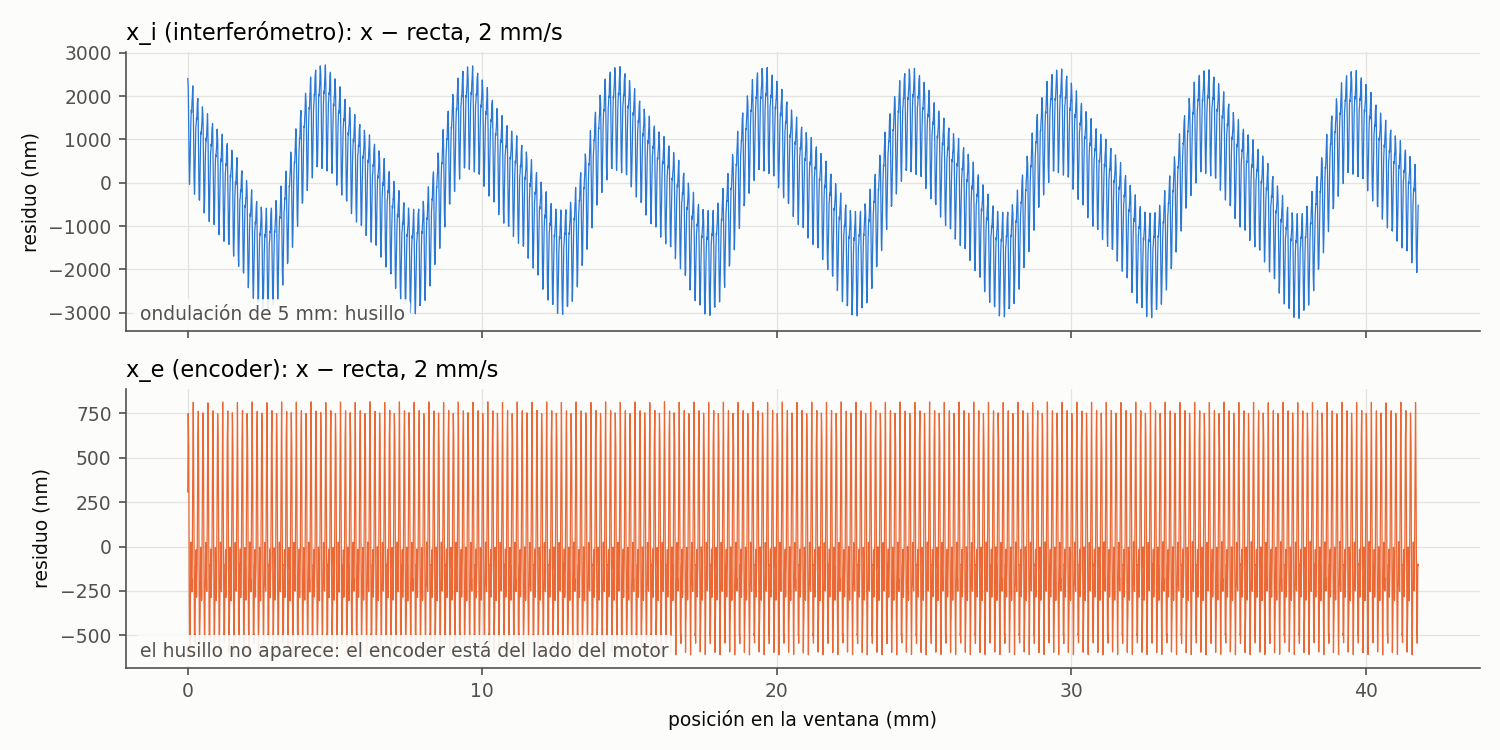 x_i (interferómetro): x − recta, 2 mm/s
3000
2000
1000
0
−1000
−2000
−3000
residuo (nm)
ondulación de 5 mm: husillo
x_e (encoder): x − recta, 2 mm/s
750
500
250
0
−250
−500
residuo (nm)
el husillo no aparece: el encoder está del lado del motor
0
10
20
30
40
posición en la ventana (mm)